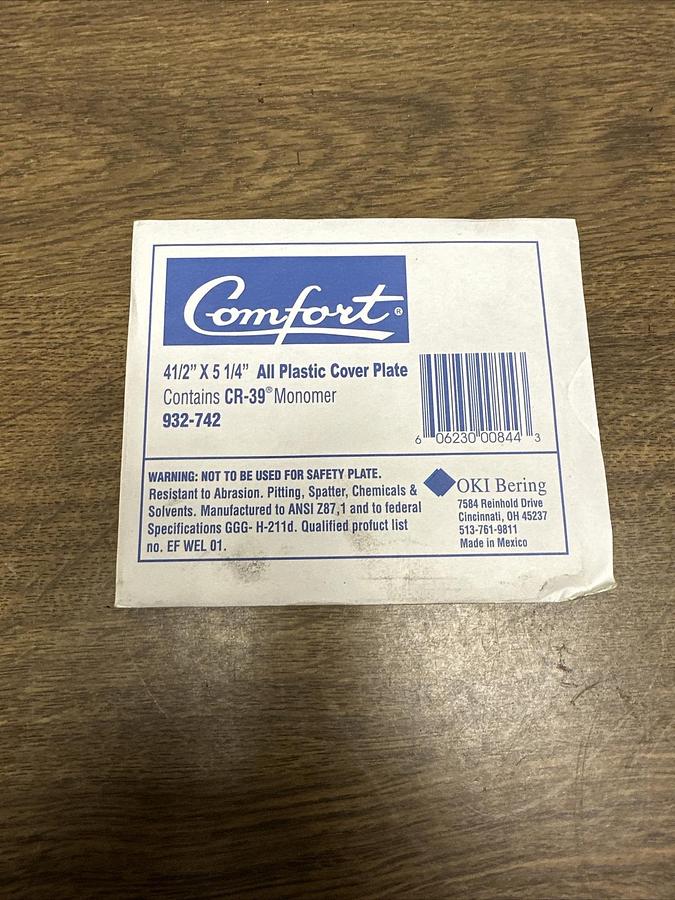 Comfort®
41/2” X 5 1/4” All Plastic Cover Plate
Contains CR-39® Monomer
932-742
6 06230 00844 3
WARNING: NOT TO BE USED FOR SAFETY PLATE.
Resistant to Abrasion. Pitting, Spatter, Chemicals &
Solvents. Manufactured to ANSI Z87,1 and to federal
Specifications GGG- H-211d. Qualified profuct list
no. EF WEL 01.
OKI Bering
7584 Reinhold Drive
Cincinnati, OH 45237
513-761-9811
Made in Mexico